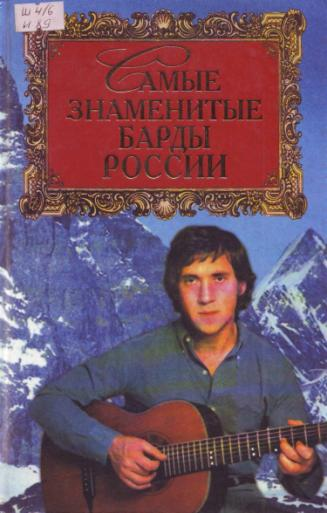 Ш 4/6
И 89
САМЫЕ
ЗНАМЕНИТЫЕ
БАРДЫ
РОССИИ